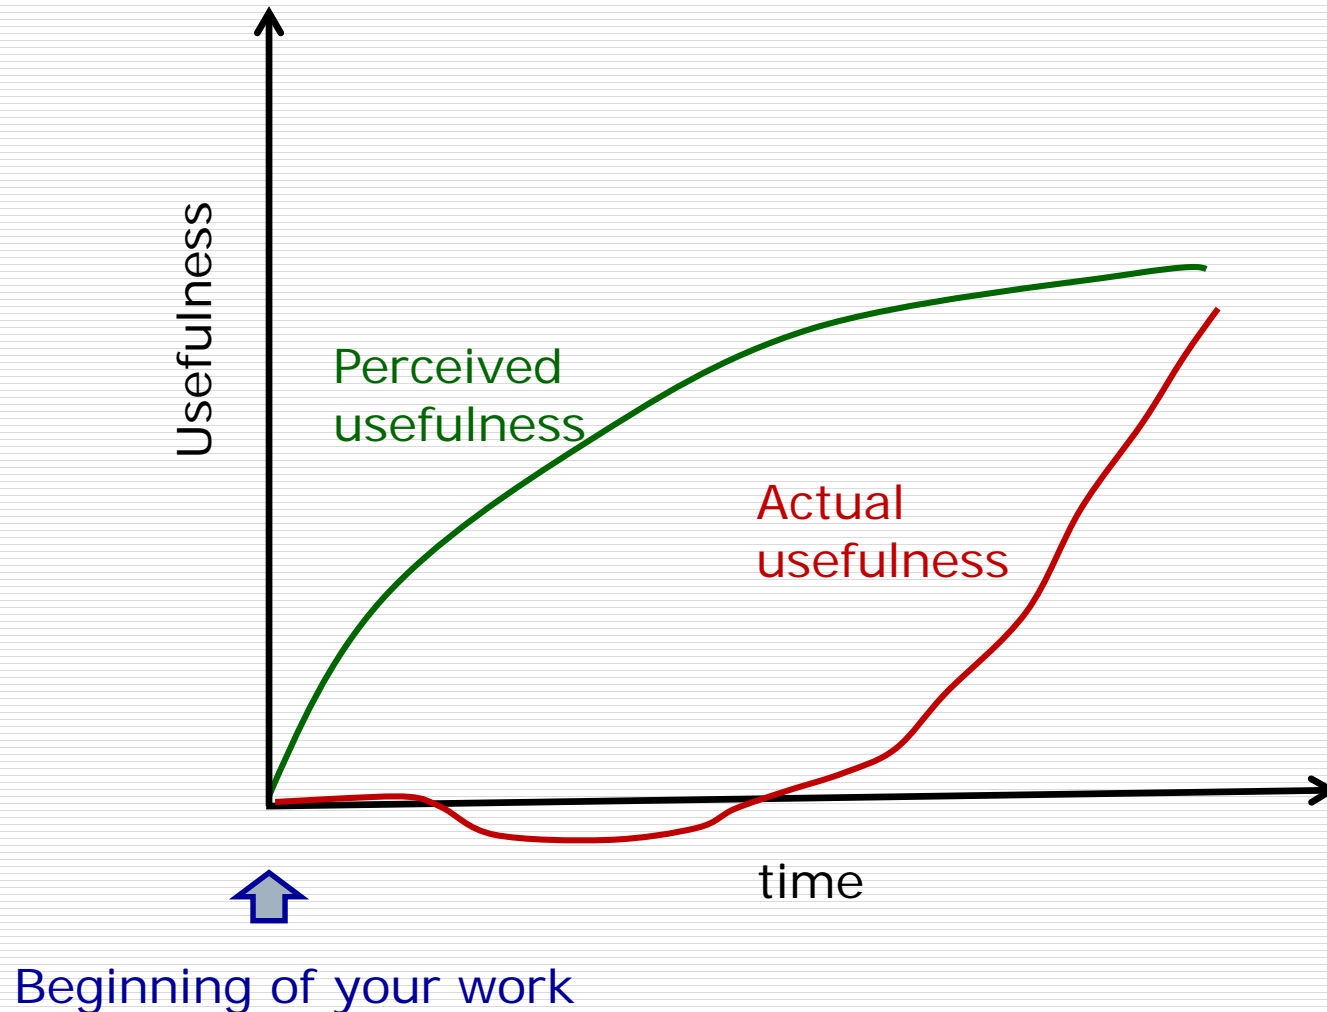 Usefulness
Perceived
usefulness
Actual
usefulness
time
Beginning of your work